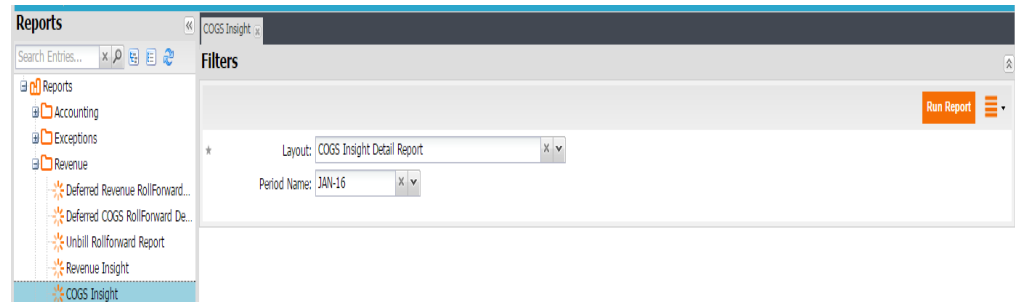 Reports
Search Entries...
Reports
Accounting
Exceptions
Revenue
Deferred Revenue RollForward...
Deferred COGS RollForward De...
Unbill Rollforward Report
Revenue Insight
COGS Insight
COGS Insight
Filters
Run Report
* Layout: COGS Insight Detail Report
Period Name: JAN-16